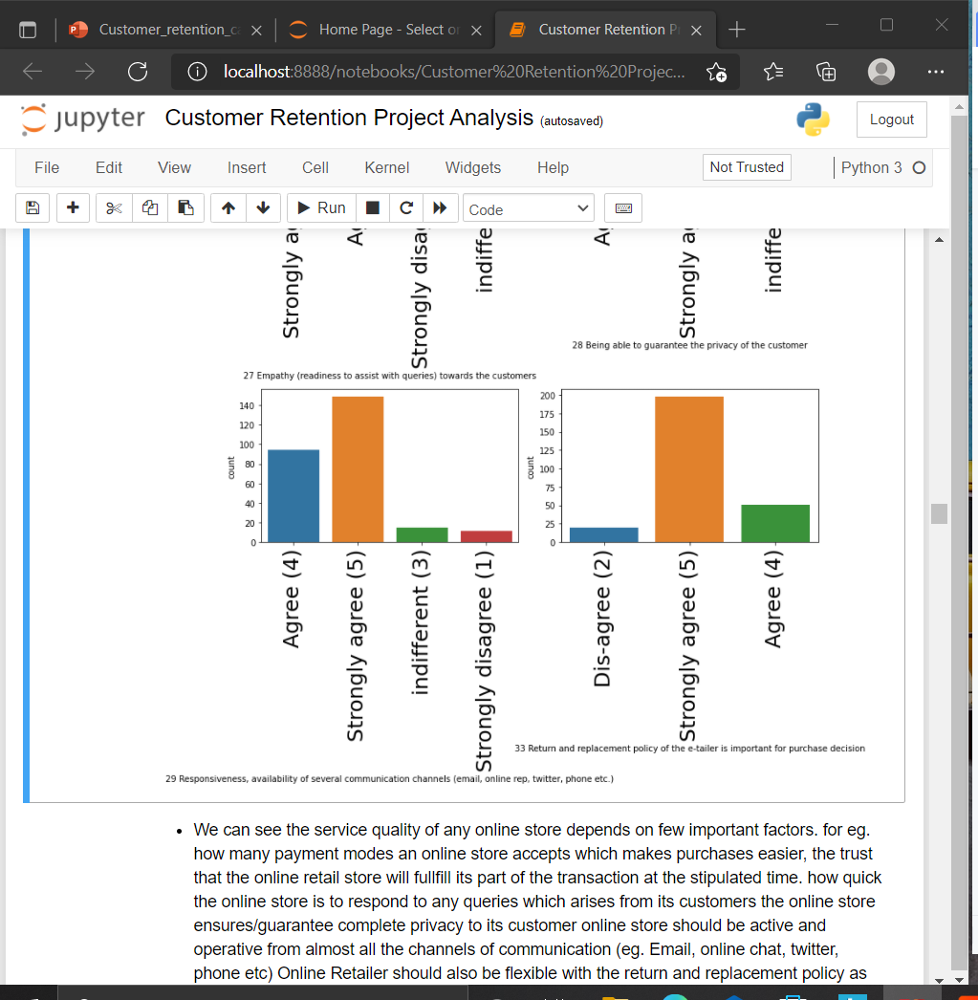 Customer_retention_c
Home Page - Select or
Customer Retention P
localhost:8888/notebooks/Customer%20Retention%20Projec...
jupyter
Customer Retention Project Analysis (autosaved)
Logout
File Edit View Insert Cell Kernel Widgets Help
Not Trusted
Python 3
Run
Code
Strongly ag
Ag
Strongly disag
indiffe
Ag
Strongly ag
indiffe
28 Being able to guarantee the privacy of the customer
27 Empathy (readiness to assist with queries) towards the customers
140
120
100
80
60
40
20
0
count
Agree (4)
Strongly agree (5)
indifferent (3)
Strongly disagree (1)
200
175
150
125
100
75
50
25
0
count
Dis-agree (2)
Strongly agree (5)
Agree (4)
33 Return and replacement policy of the e-tailer is important for purchase decision
29 Responsiveness, availability of several communication channels (email, online rep, twitter, phone etc.)
• We can see the service quality of any online store depends on few important factors. for eg.
how many payment modes an online store accepts which makes purchases easier, the trust
that the online retail store will fullfill its part of the transaction at the stipulated time. how quick
the online store is to respond to any queries which arises from its customers the online store
ensures/guarantee complete privacy to its customer online store should be active and
operative from almost all the channels of communication (eg. Email, online chat, twitter,
phone etc) Online Retailer should also be flexible with the return and replacement policy as